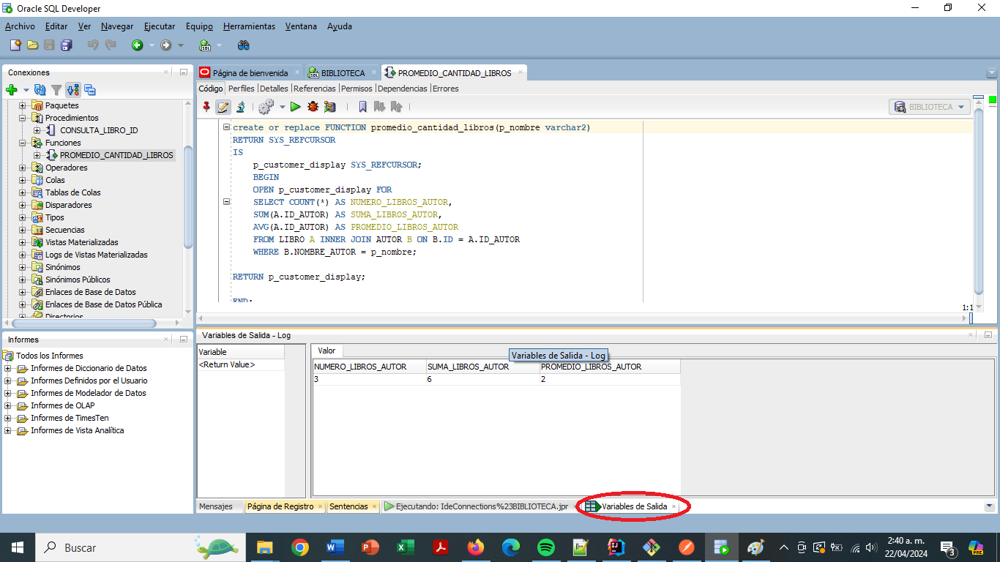 Oracle SQL Developer
Archivo Editar Ver Navegar Ejecutar Equipo Herramientas Ventana Ayuda
SQL
Conexiones
Paquetes
Procedimientos
CONSULTA_LIBRO_ID
Funciones
PROMEDIO_CANTIDAD_LIBROS
Operadores
Colas
Tablas de Colas
Disparadores
Tipos
Secuencias
Vistas Materializadas
Logs de Vistas Materializadas
Sinónimos
Sinónimos Públicos
Enlaces de Base de Datos
Enlaces de Base de Datos Pública
Directorios
Informes
Todos los Informes
Informes de Diccionario de Datos
Informes Definidos por el Usuario
Informes de Modelador de Datos
Informes de OLAP
Informes de TimesTen
Informes de Vista Analítica
Página de bienvenida BIBLIOTECA PROMEDIO_CANTIDAD_LIBROS
Código Perfiles |Detalles |Referencias |Permisos |Dependencias |Errores
BIBLIOTECA
create or replace FUNCTION promedio_cantidad_libros(p_nombre varchar2)
RETURN SYS_REFCURSOR
IS
p_customer_display SYS_REFCURSOR;
BEGIN
OPEN p_customer_display FOR
SELECT COUNT(*) AS NUMERO_LIBROS_AUTOR,
SUM(A.ID_AUTOR) AS SUMA_LIBROS_AUTOR,
AVG(A.ID_AUTOR) AS PROMEDIO_LIBROS_AUTOR
FROM LIBRO A INNER JOIN AUTOR B ON B.ID = A.ID_AUTOR
WHERE B.NOMBRE_AUTOR = p_nombre;
RETURN p_customer_display;
END;
1:1
Variables de Salida - Log
Variable
<Return Value>
Valor
Variables de Salida - Log
NUMERO_LIBROS_AUTOR SUMA_LIBROS_AUTOR PROMEDIO_LIBROS_AUTOR
3 6 2
Mensajes Página de Registro Sentencias Ejecutando: IdeConnections%23BIBLIOTECA.jpr Variables de Salida
Buscar
2:40 a. m.
22/04/2024
3
PRE